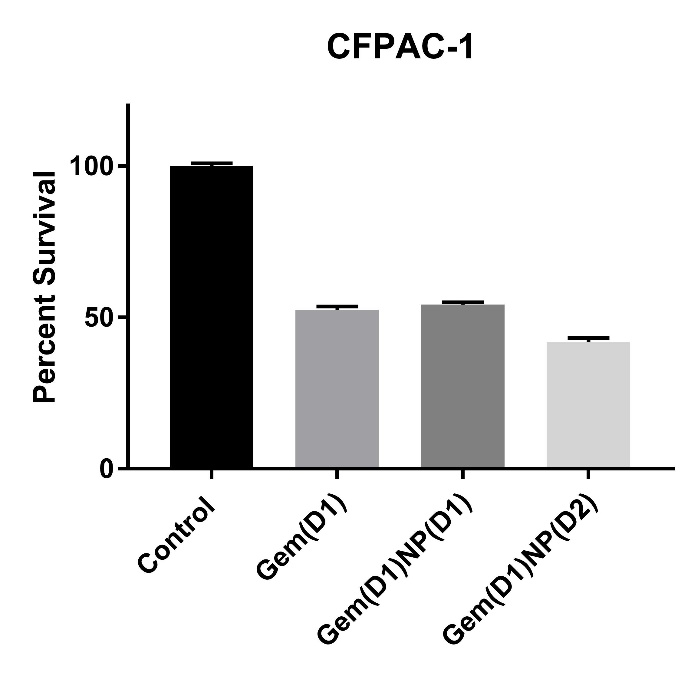 CFPAC-1
Percent Survival
100
50
0
Control
Gem(D1)
Gem(D1)NP(D1)
Gem(D1)NP(D2)